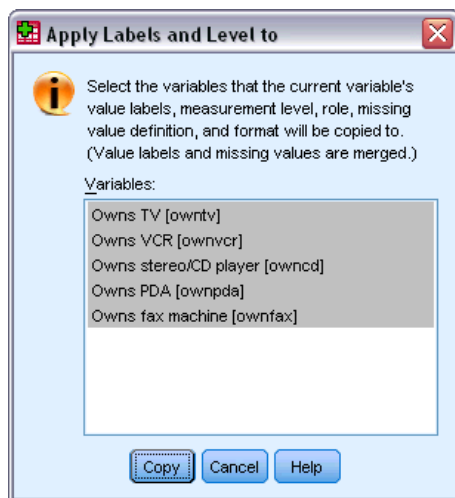 Apply Labels and Level to
Select the variables that the current variable's
value labels, measurement level, role, missing
value definition, and format will be copied to.
(Value labels and missing values are merged.)
Variables:
Owns TV [owntv]
Owns VCR [ownvcr]
Owns stereo/CD player [owncd]
Owns PDA [ownpda]
Owns fax machine [ownfax]
Copy Cancel Help